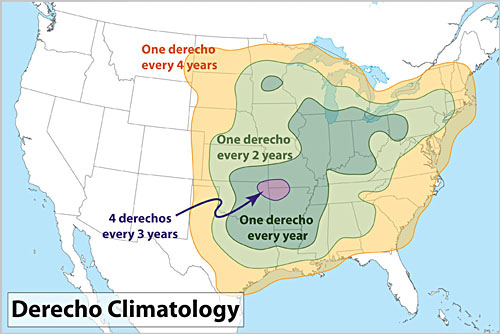 One derecho
every 4 years
One derecho
every 2 years
4 derechos
every 3 years
One derecho
every year
Derecho Climatology